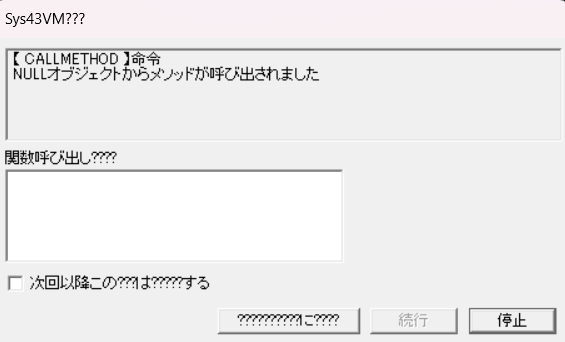 Sys43VM???
【 CALLMETHOD 】命令
NULLオブジェクトからメソッドが呼び出されました
関数呼び出し????
次回以降この???は?????する
??????????に????
続行
停止